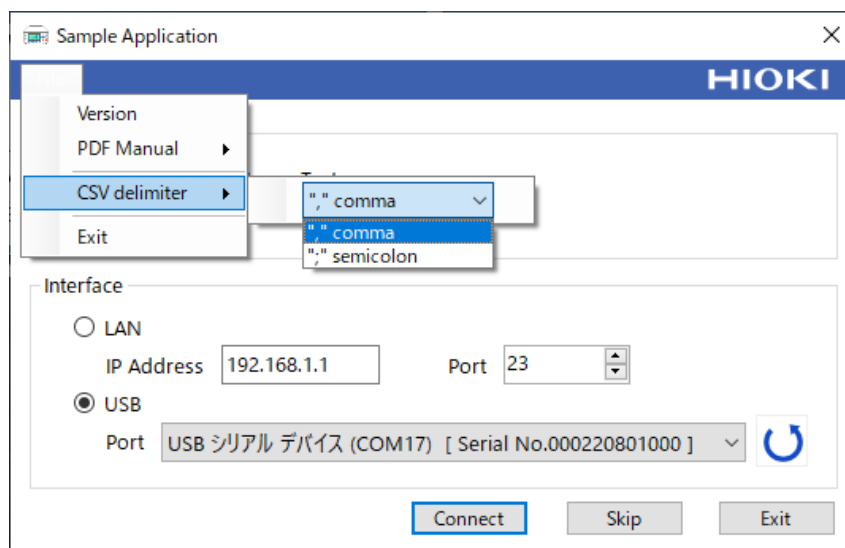 Sample Application
HIOKI
Version
PDF Manual
CSV delimiter
"," comma
"," comma
";" semicolon
Exit
Interface
LAN
IP Address 192.168.1.1 Port 23
USB
Port USB シリアル デバイス (COM17) [ Serial No.000220801000 ]
Connect Skip Exit